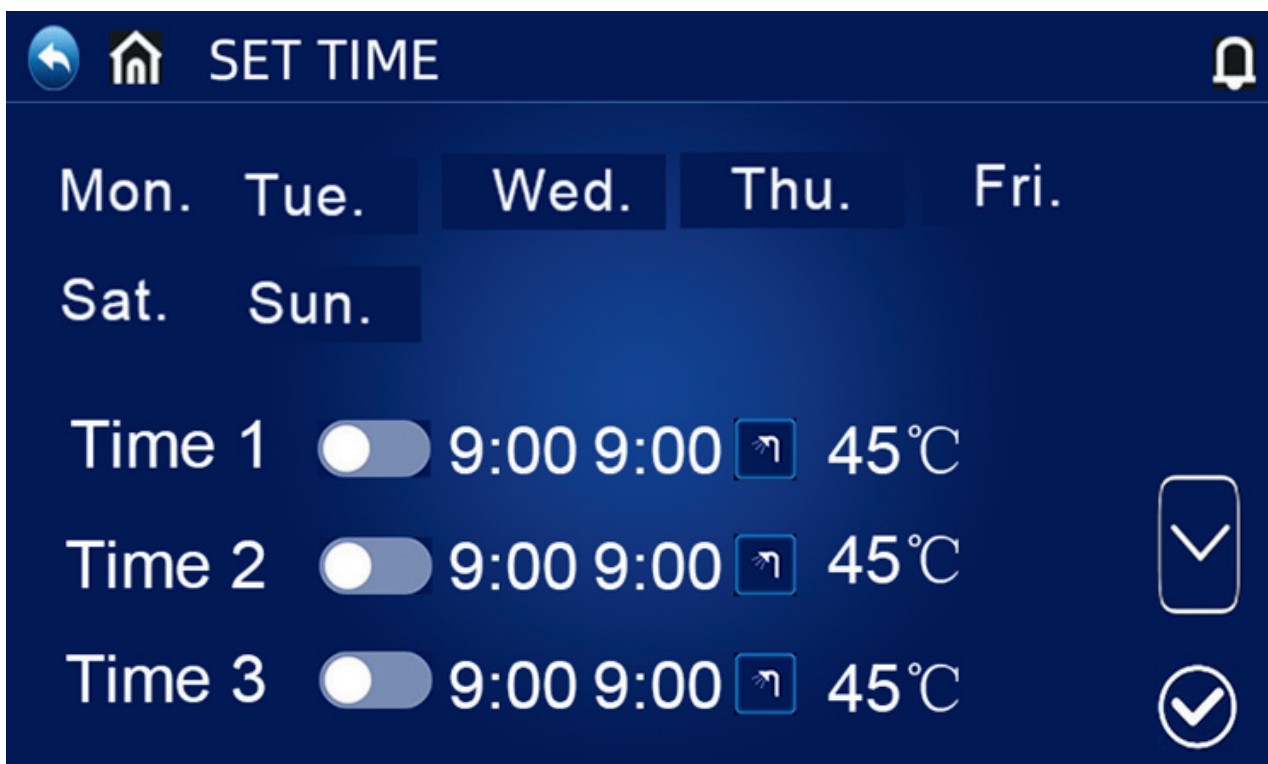 SET TIME
Mon. Tue. Wed. Thu. Fri.
Sat. Sun.
Time 1 9:00 9:00 45℃
Time 2 9:00 9:00 45℃
Time 3 9:00 9:00 45℃